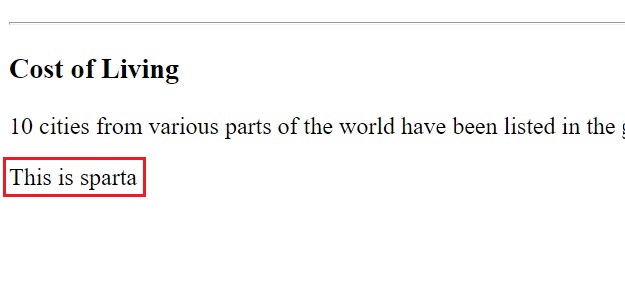 Cost of Living
10 cities from various parts of the world have been listed in the
This is sparta